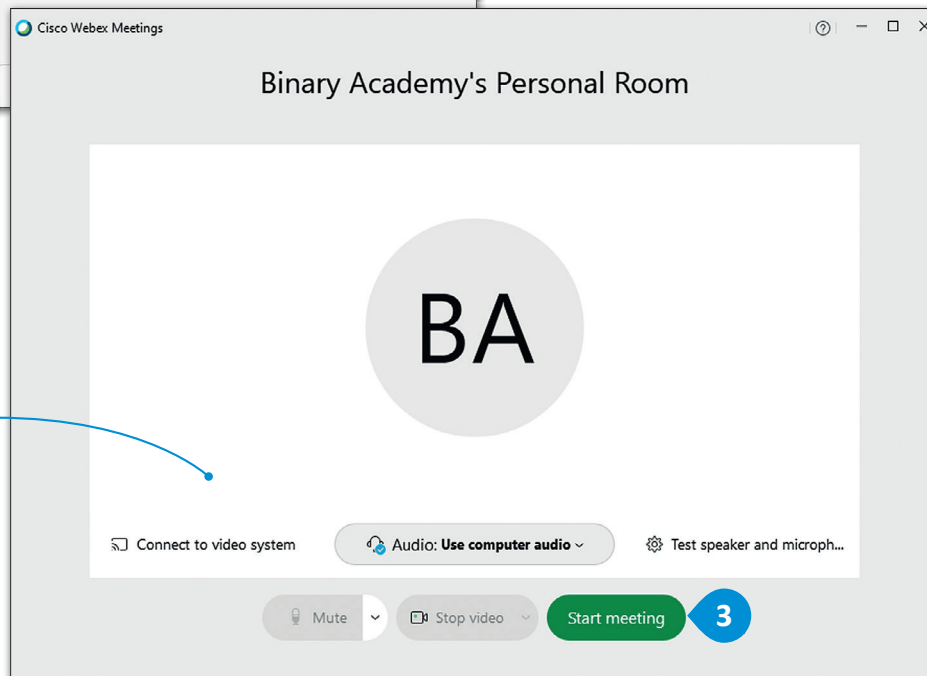 Cisco Webex Meetings
Binary Academy's Personal Room
BA
Connect to video system
Audio: Use computer audio
Test speaker and microph...
Mute
Stop video
Start meeting
3